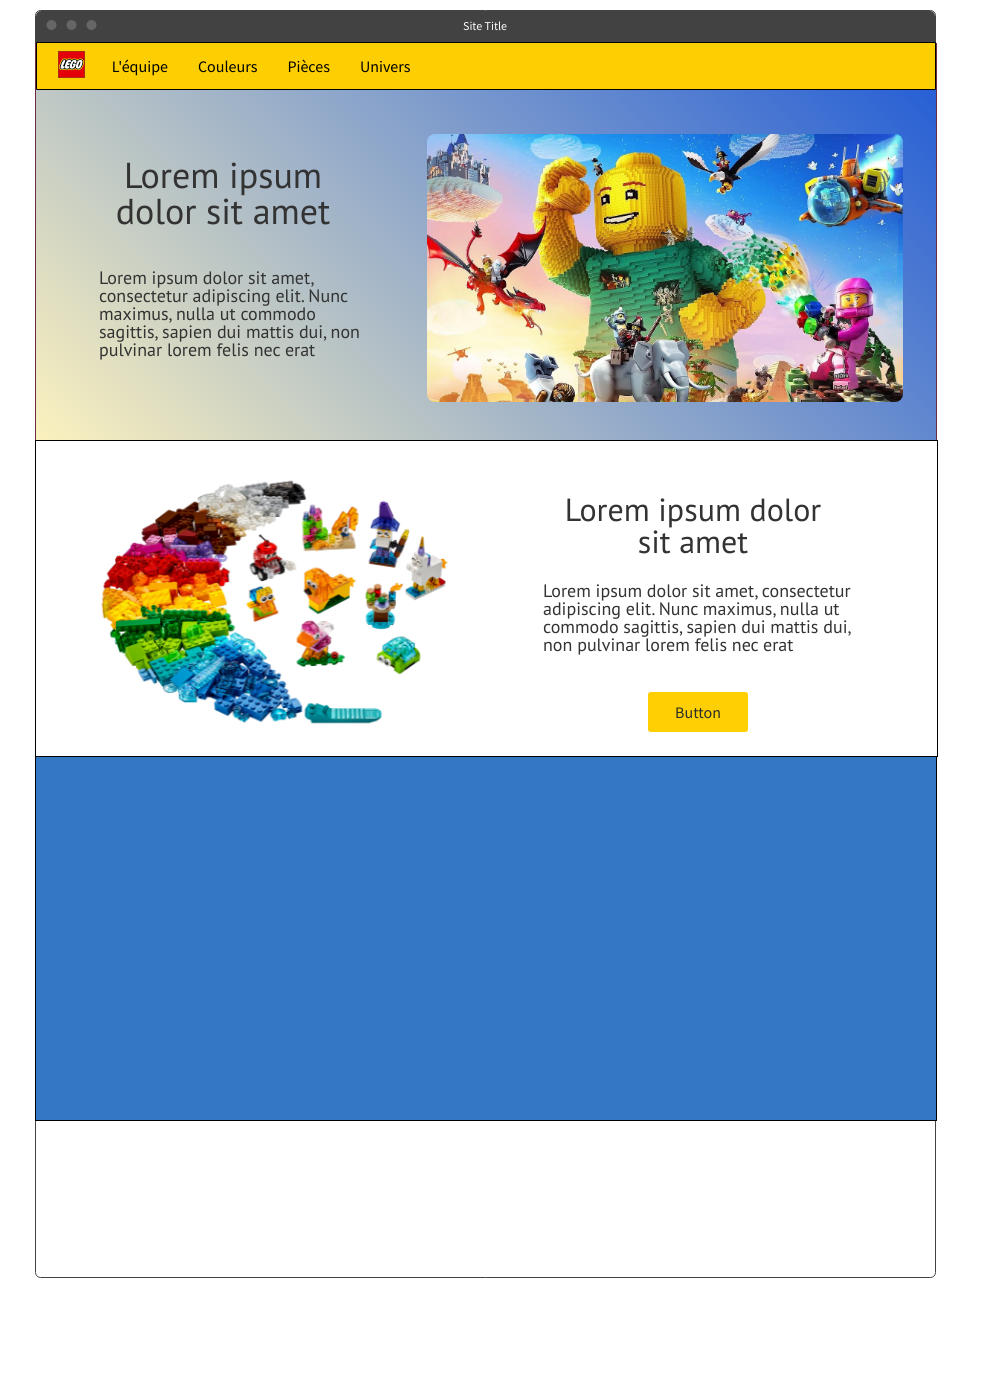 Site Title
LEGO
L'équipe Couleurs Pièces Univers
Lorem ipsum
dolor sit amet
Lorem ipsum dolor sit amet,
consectetur adipiscing elit. Nunc
maximus, nulla ut commodo
sagittis, sapien dui mattis dui, non
pulvinar lorem felis nec erat
Lorem ipsum dolor
sit amet
Lorem ipsum dolor sit amet, consectetur
adipiscing elit. Nunc maximus, nulla ut
commodo sagittis, sapien dui mattis dui,
non pulvinar lorem felis nec erat
Button